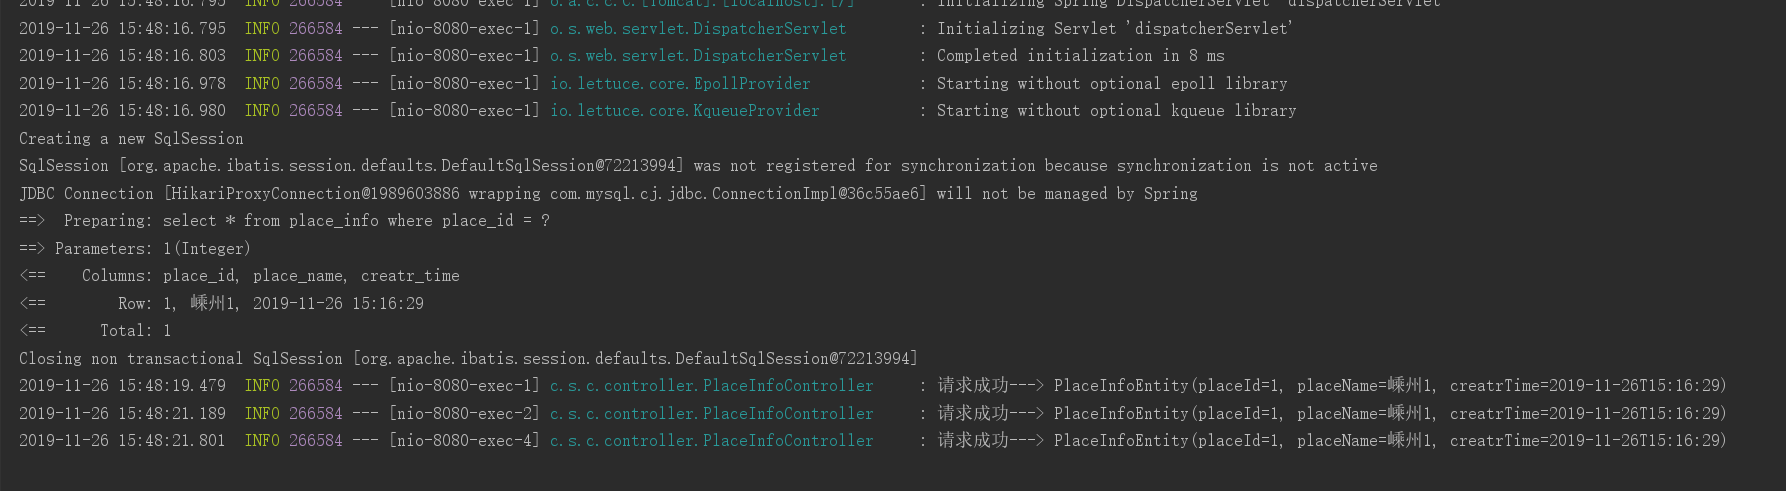 2019-11-26 15:48:16.795  INFO 266584 --- [nio-8080-exec-1] o.a.c.c.C.[Tomcat].[localhost].[/]       : Initializing Spring DispatcherServlet 'dispatcherServlet'
2019-11-26 15:48:16.795  INFO 266584 --- [nio-8080-exec-1] o.s.web.servlet.DispatcherServlet        : Initializing Servlet 'dispatcherServlet'
2019-11-26 15:48:16.803  INFO 266584 --- [nio-8080-exec-1] o.s.web.servlet.DispatcherServlet        : Completed initialization in 8 ms
2019-11-26 15:48:16.978  INFO 266584 --- [nio-8080-exec-1] io.lettuce.core.EpollProvider            : Starting without optional epoll library
2019-11-26 15:48:16.980  INFO 266584 --- [nio-8080-exec-1] io.lettuce.core.KqueueProvider           : Starting without optional kqueue library
Creating a new SqlSession
SqlSession [org.apache.ibatis.session.defaults.DefaultSqlSession@72213994] was not registered for synchronization because synchronization is not active
JDBC Connection [HikariProxyConnection@1989603886 wrapping com.mysql.cj.jdbc.ConnectionImpl@36c55ae6] will not be managed by Spring
==>  Preparing: select * from place_info where place_id = ?
==> Parameters: 1(Integer)
<==    Columns: place_id, place_name, creatr_time
<==        Row: 1, 嵊州1, 2019-11-26 15:16:29
<==      Total: 1
Closing non transactional SqlSession [org.apache.ibatis.session.defaults.DefaultSqlSession@72213994]
2019-11-26 15:48:19.479  INFO 266584 --- [nio-8080-exec-1] c.s.c.controller.PlaceInfoController     : 请求成功---> PlaceInfoEntity(placeId=1, placeName=嵊州1, creatrTime=2019-11-26T15:16:29)
2019-11-26 15:48:21.189  INFO 266584 --- [nio-8080-exec-2] c.s.c.controller.PlaceInfoController     : 请求成功---> PlaceInfoEntity(placeId=1, placeName=嵊州1, creatrTime=2019-11-26T15:16:29)
2019-11-26 15:48:21.801  INFO 266584 --- [nio-8080-exec-4] c.s.c.controller.PlaceInfoController     : 请求成功---> PlaceInfoEntity(placeId=1, placeName=嵊州1, creatrTime=2019-11-26T15:16:29)